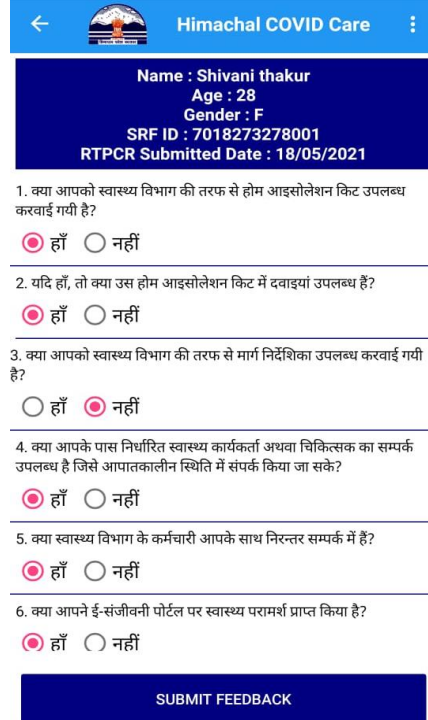 Himachal COVID Care
Name : Shivani thakur
Age : 28
Gender : F
SRF ID : 7018273278001
RTPCR Submitted Date : 18/05/2021
1. क्या आपको स्वास्थ्य विभाग की तरफ से होम आइसोलेशन किट उपलब्ध
करवाई गयी है?
हाँ नहीं
2. यदि हाँ, तो क्या उस होम आइसोलेशन किट में दवाइयां उपलब्ध हैं?
हाँ नहीं
3. क्या आपको स्वास्थ्य विभाग की तरफ से मार्ग निर्देशिका उपलब्ध करवाई गयी
है?
हाँ नहीं
4. क्या आपके पास निर्धारित स्वास्थ्य कार्यकर्ता अथवा चिकित्सक का सम्पर्क
उपलब्ध है जिसे आपातकालीन स्थिति में संपर्क किया जा सके?
हाँ नहीं
5. क्या स्वास्थ्य विभाग के कर्मचारी आपके साथ निरन्तर सम्पर्क में हैं?
हाँ नहीं
6. क्या आपने ई-संजीवनी पोर्टल पर स्वास्थ्य परामर्श प्राप्त किया है?
हाँ नहीं
SUBMIT FEEDBACK